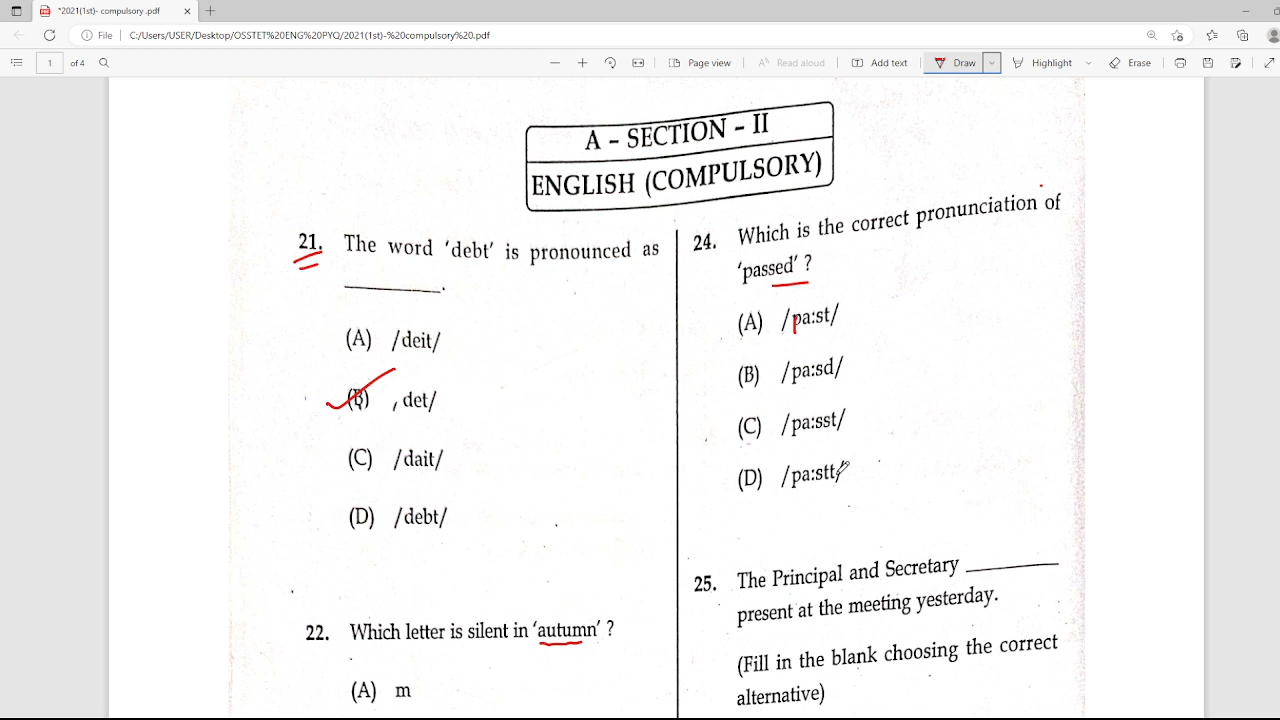 *2021(1st)- compulsory .pdf
File
C:/Users/USER/Desktop/OSSTET%20ENG%20PYQ/2021(1st)-%20compulsory%20.pdf
1 of 4
Page view
Read aloud
Add text
Draw
Highlight
Erase
A – SECTION – II
ENGLISH (COMPULSORY)
21. The word ‘debt’ is pronounced as
________.
(A) /deit/
(B) , det/
(C) /dait/
(D) /debt/
22. Which letter is silent in ‘autumn’ ?
(A) m
24. Which is the correct pronunciation of
‘passed’ ?
(A) /pa:st/
(B) /pa:sd/
(C) /pa:sst/
(D) /pa:stt/
25. The Principal and Secretary ________
present at the meeting yesterday.
(Fill in the blank choosing the correct
alternative)